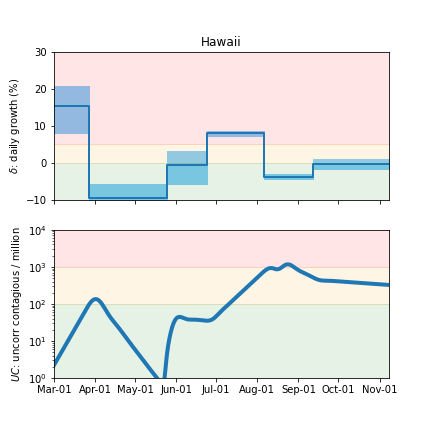 Hawaii
30
20
10
0
−10
δ: daily growth (%)
10⁴
10³
10²
10¹
10⁰
UC: uncorr contagious / million
Mar-01 Apr-01 May-01 Jun-01 Jul-01 Aug-01 Sep-01 Oct-01 Nov-01